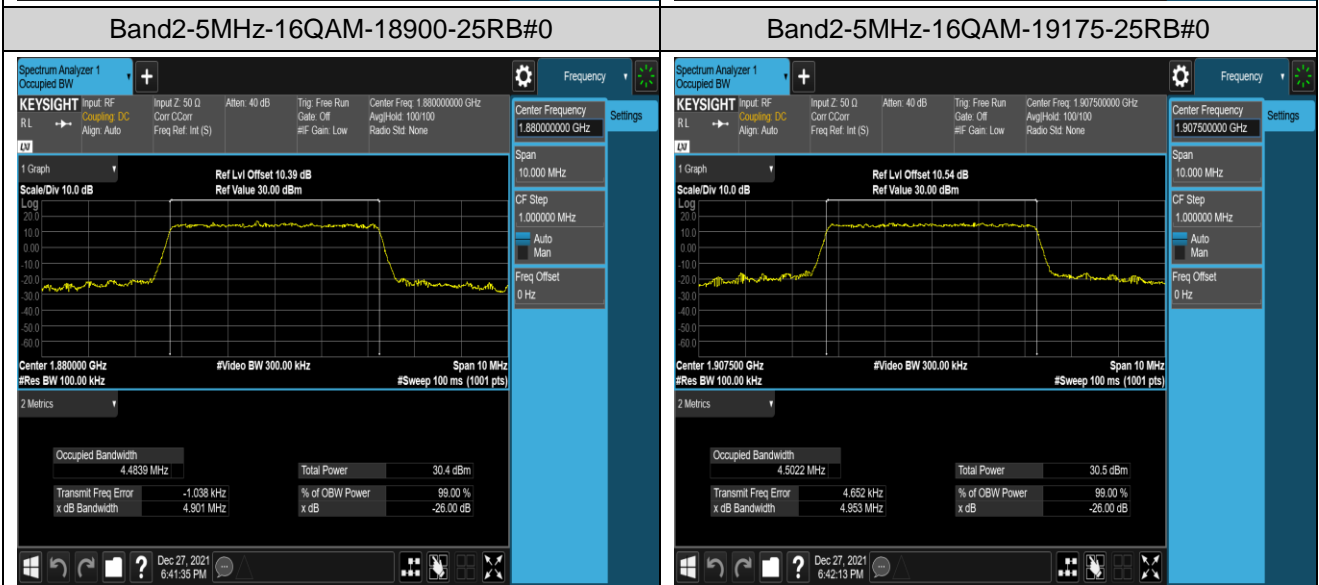 Band2-5MHz-16QAM-18900-25RB#0
Spectrum Analyzer 1
Occupied BW
+
Frequency
KEYSIGHT
RL
LXI
Input: RF
Coupling: DC
Align: Auto
Input Z: 50 Ω
Corr CCorr
Freq Ref: Int (S)
Atten: 40 dB
Trig: Free Run
Gate: Off
#IF Gain: Low
Center Freq: 1.880000000 GHz
Avg|Hold: 100/100
Radio Std: None
Center Frequency
1.880000000 GHz
Settings
Span
10.000 MHz
CF Step
1.000000 MHz
Auto
Man
Freq Offset
0 Hz
1 Graph
Scale/Div 10.0 dB
Ref Lvl Offset 10.39 dB
Ref Value 30.00 dBm
Log
20.0
10.0
0.00
-10.0
-20.0
-30.0
-40.0
-50.0
-60.0
Center 1.880000 GHz
#Res BW 100.00 kHz
#Video BW 300.00 kHz
Span 10 MHz
#Sweep 100 ms (1001 pts)
2 Metrics
Occupied Bandwidth
4.4839 MHz
Total Power 30.4 dBm
Transmit Freq Error -1.038 kHz
% of OBW Power 99.00 %
x dB Bandwidth 4.901 MHz
x dB -26.00 dB
?
Dec 27, 2021
6:41:35 PM
Band2-5MHz-16QAM-19175-25RB#0
Spectrum Analyzer 1
Occupied BW
+
Frequency
KEYSIGHT
RL
LXI
Input: RF
Coupling: DC
Align: Auto
Input Z: 50 Ω
Corr CCorr
Freq Ref: Int (S)
Atten: 40 dB
Trig: Free Run
Gate: Off
#IF Gain: Low
Center Freq: 1.907500000 GHz
Avg|Hold: 100/100
Radio Std: None
Center Frequency
1.907500000 GHz
Settings
Span
10.000 MHz
CF Step
1.000000 MHz
Auto
Man
Freq Offset
0 Hz
1 Graph
Scale/Div 10.0 dB
Ref Lvl Offset 10.54 dB
Ref Value 30.00 dBm
Log
20.0
10.0
0.00
-10.0
-20.0
-30.0
-40.0
-50.0
-60.0
Center 1.907500 GHz
#Res BW 100.00 kHz
#Video BW 300.00 kHz
Span 10 MHz
#Sweep 100 ms (1001 pts)
2 Metrics
Occupied Bandwidth
4.5022 MHz
Total Power 30.5 dBm
Transmit Freq Error 4.652 kHz
% of OBW Power 99.00 %
x dB Bandwidth 4.953 MHz
x dB -26.00 dB
?
Dec 27, 2021
6:42:13 PM